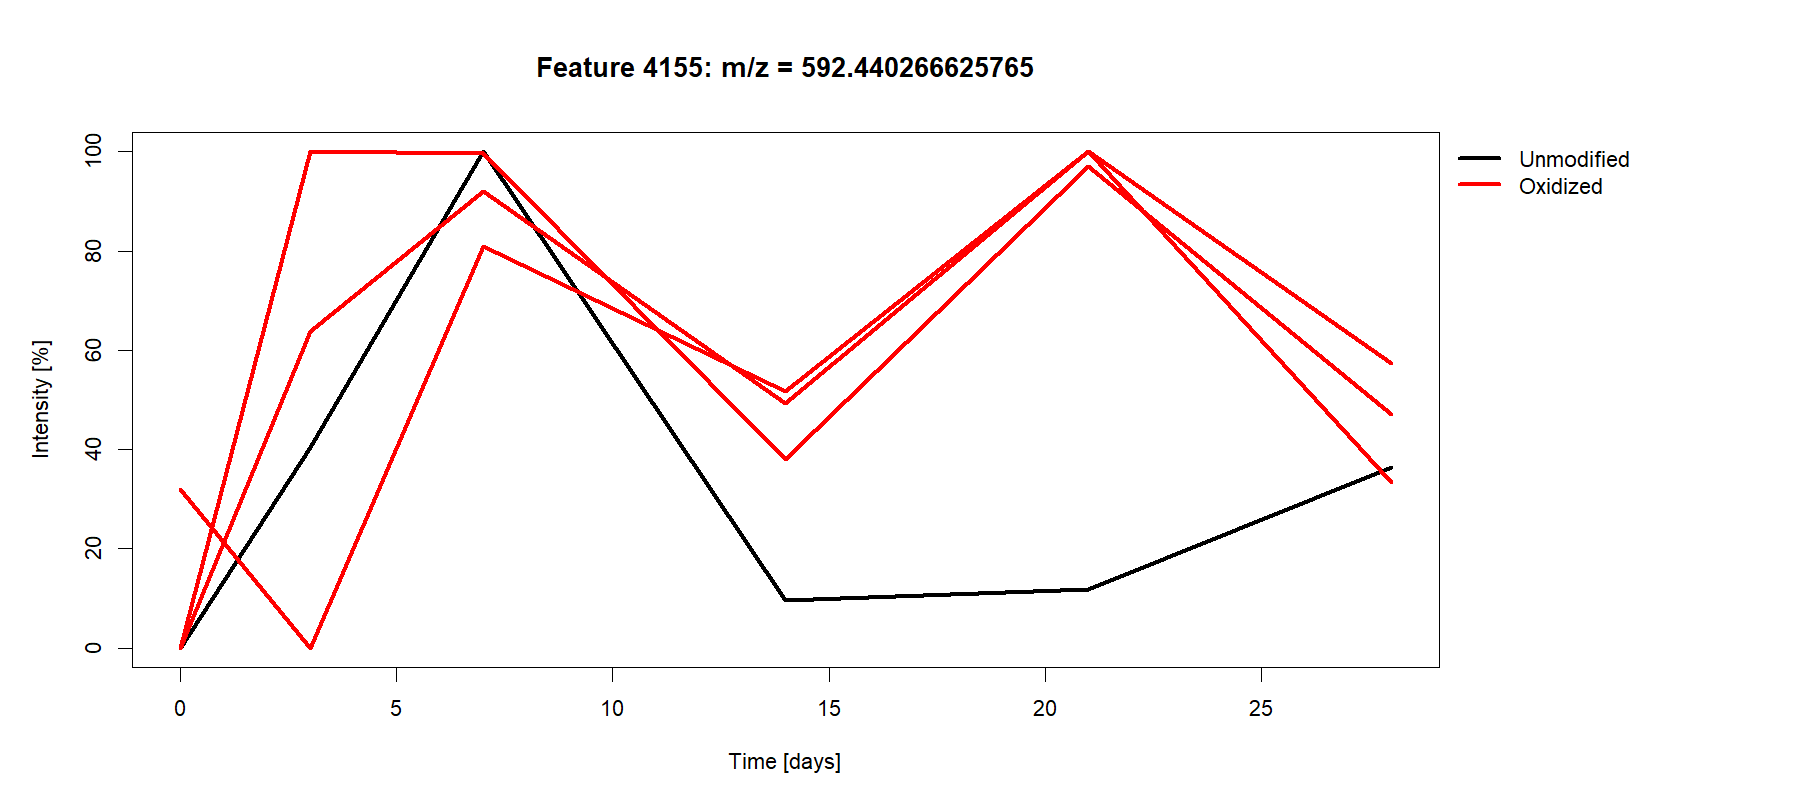 Feature 4155: m/z = 592.440266625765
Unmodified
Oxidized
Intensity [%]
100
80
60
40
20
0
0 5 10 15 20 25
Time [days]